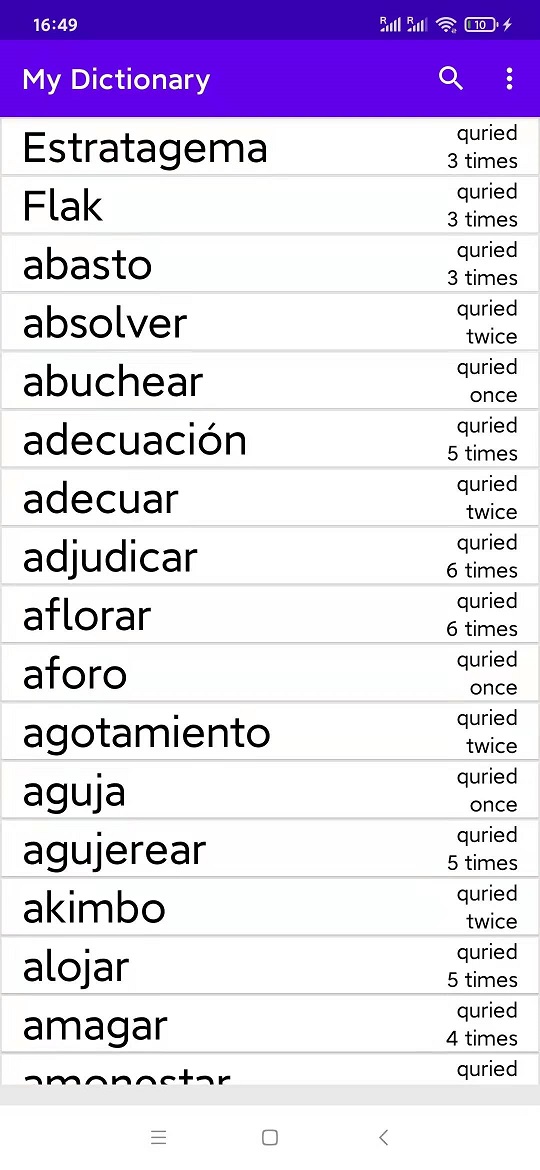 16:49
R R 10
My Dictionary
Estratagema
quried
3 times
Flak
quried
3 times
abasto
quried
3 times
absolver
quried
twice
abuchear
quried
once
adecuación
quried
5 times
adecuar
quried
twice
adjudicar
quried
6 times
aflorar
quried
6 times
aforo
quried
once
agotamiento
quried
twice
aguja
quried
once
agujerear
quried
5 times
akimbo
quried
twice
alojar
quried
5 times
amagar
quried
4 times
amonestar
quried